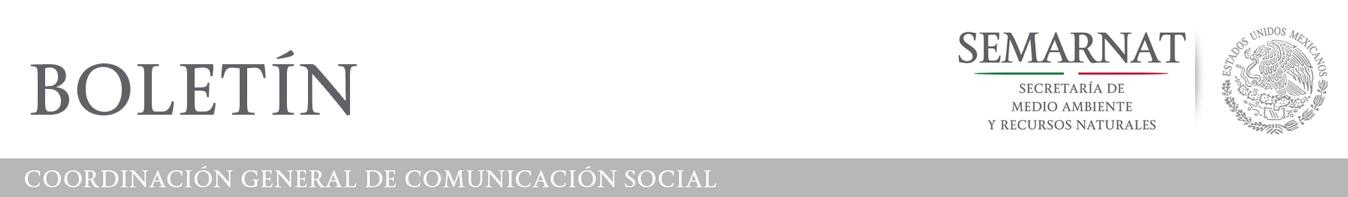 BOLETÍN
SEMARNAT
SECRETARÍA DE
MEDIO AMBIENTE
Y RECURSOS NATURALES
ESTADOS UNIDOS MEXICANOS
COORDINACIÓN GENERAL DE COMUNICACIÓN SOCIAL